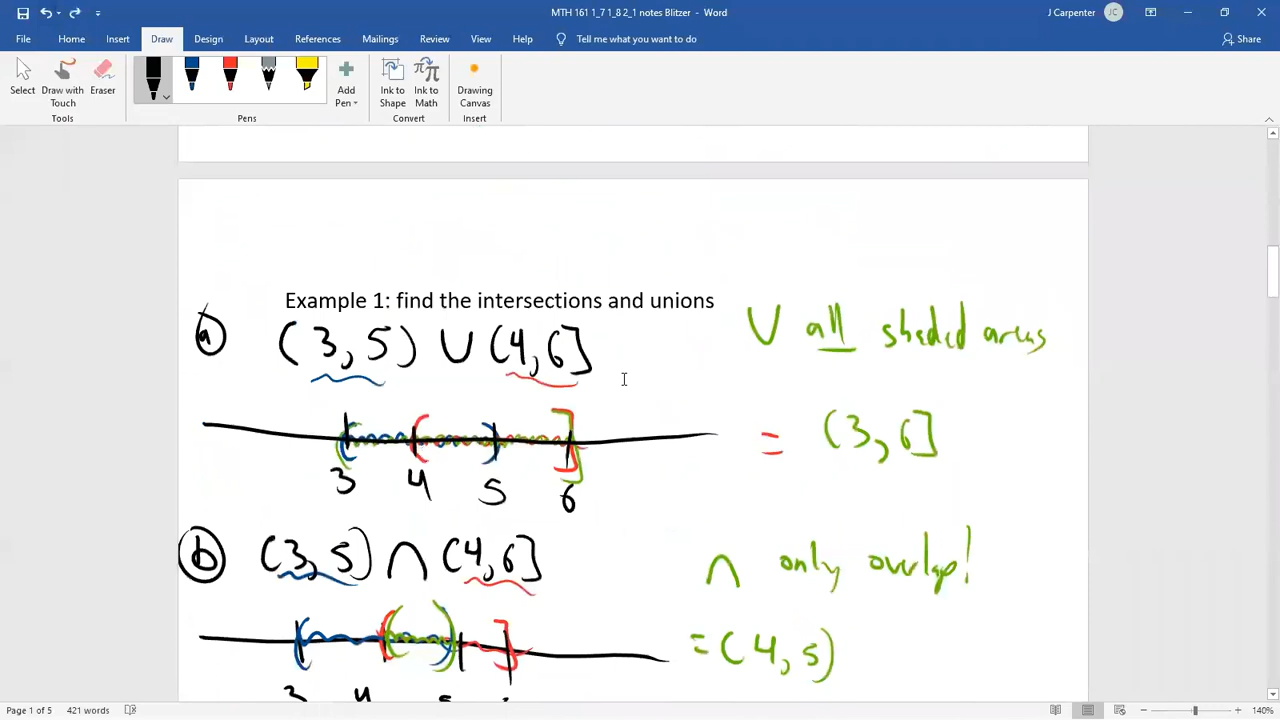 MTH 161 1_7 1_8 2_1 notes Blitzer - Word
J Carpenter JC
File Home Insert Draw Design Layout References Mailings Review View Help Tell me what you want to do Share
Select Draw with Touch Eraser Add Pen Ink to Shape Ink to Math Drawing Canvas
Tools Pens Convert Insert
Example 1: find the intersections and unions
a (3,5) ∪ (4,6] ∪ all shaded areas
3 4 5 6 = (3,6]
b (3,5) ∩ (4,6] ∩ only overlap!
= (4,5)
3 4
Page 1 of 5 421 words 140%